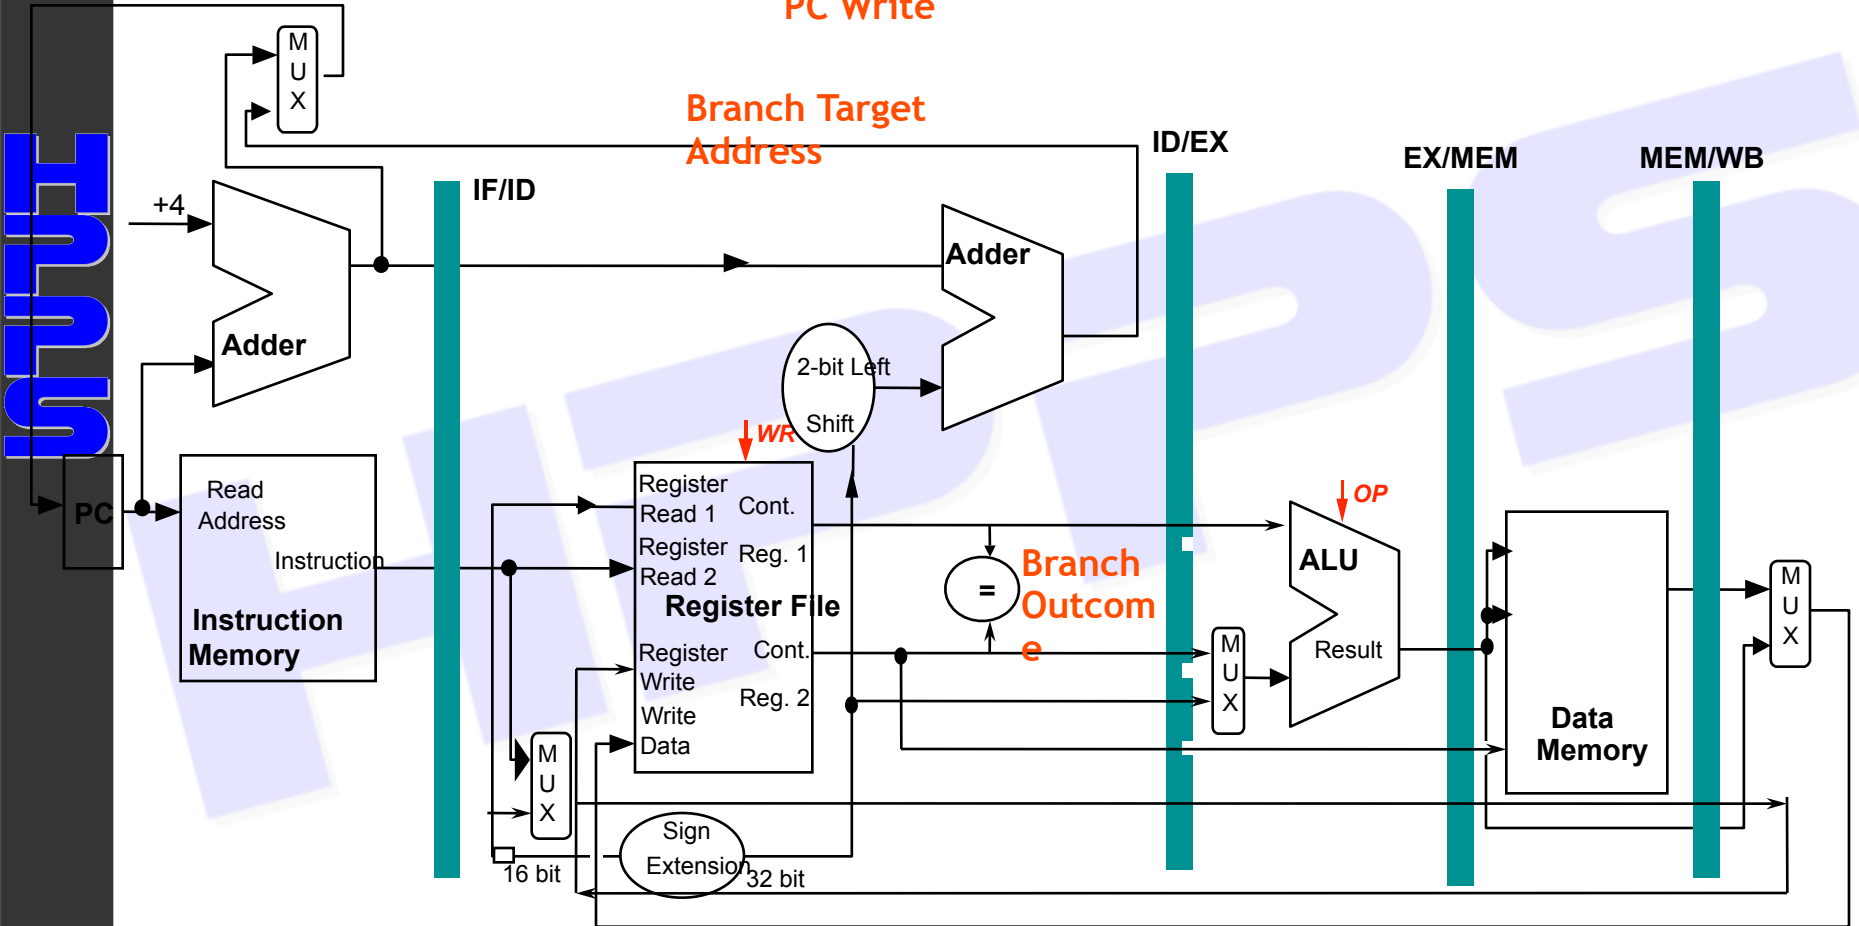 PC Write
M
U
X
Branch Target
Address
ID/EX
EX/MEM
MEM/WB
IF/ID
+4
Adder
Adder
2-bit Left
Shift
WR
HPPS
HPPS
PC
Read
Address
Instruction
Instruction
Memory
Register
Read 1
Cont.
Reg. 1
Register
Read 2
Register File
Register
Write
Cont.
Reg. 2
Write
Data
=
Branch
Outcom
e
OP
ALU
Result
M
U
X
M
U
X
Data
Memory
M
U
X
Sign
Extension
16 bit
32 bit